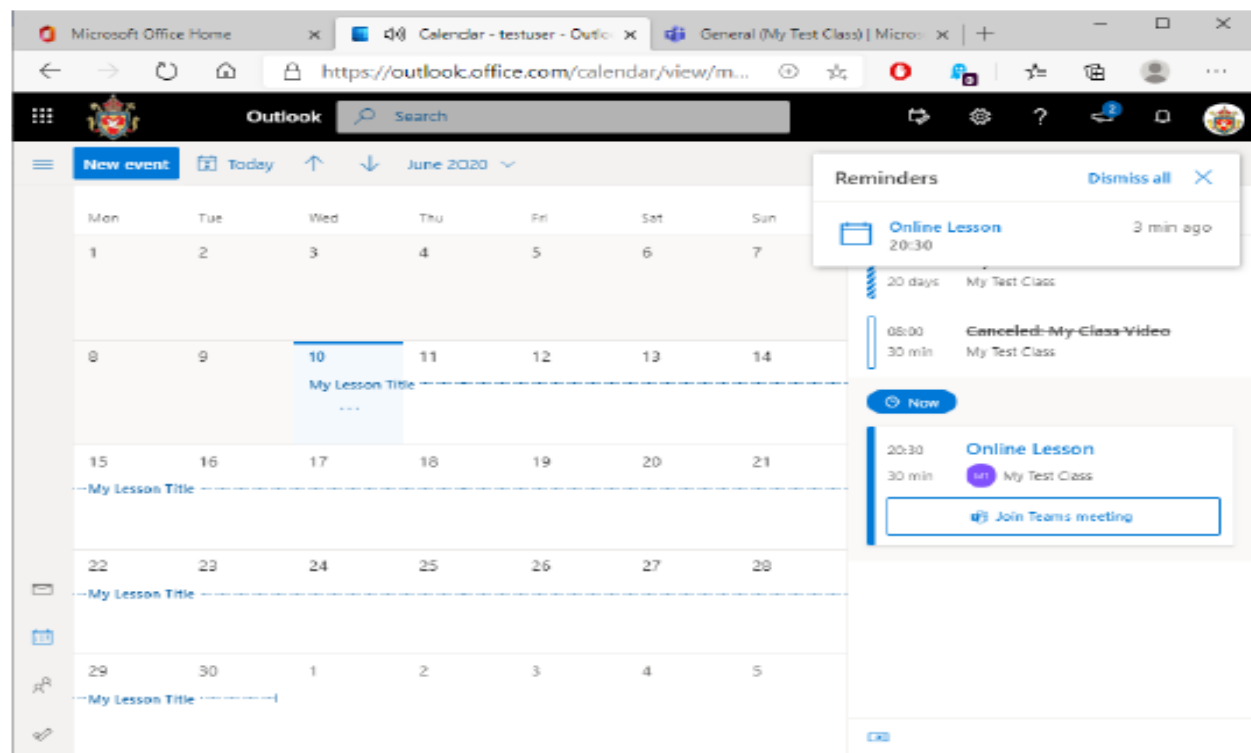 Microsoft Office Home
Calendar - testuser - Outlo
General (My Test Class) | Micros
https://outlook.office.com/calendar/view/m...
Outlook
Search
2
New event
Today
June 2020
Reminders
Dismiss all
Online Lesson
3 min ago
20:30
Mon Tue Wed Thu Fri Sat Sun
1 2 3 4 5 6 7
20 days My Test Class
08:00 Canceled: My Class Video
30 min My Test Class
8 9 10 11 12 13 14
My Lesson Title
...
Now
20:30 Online Lesson
30 min My Test Class
Join Teams meeting
15 16 17 18 19 20 21
My Lesson Title
22 23 24 25 26 27 28
My Lesson Title
29 30 1 2 3 4 5
My Lesson Title